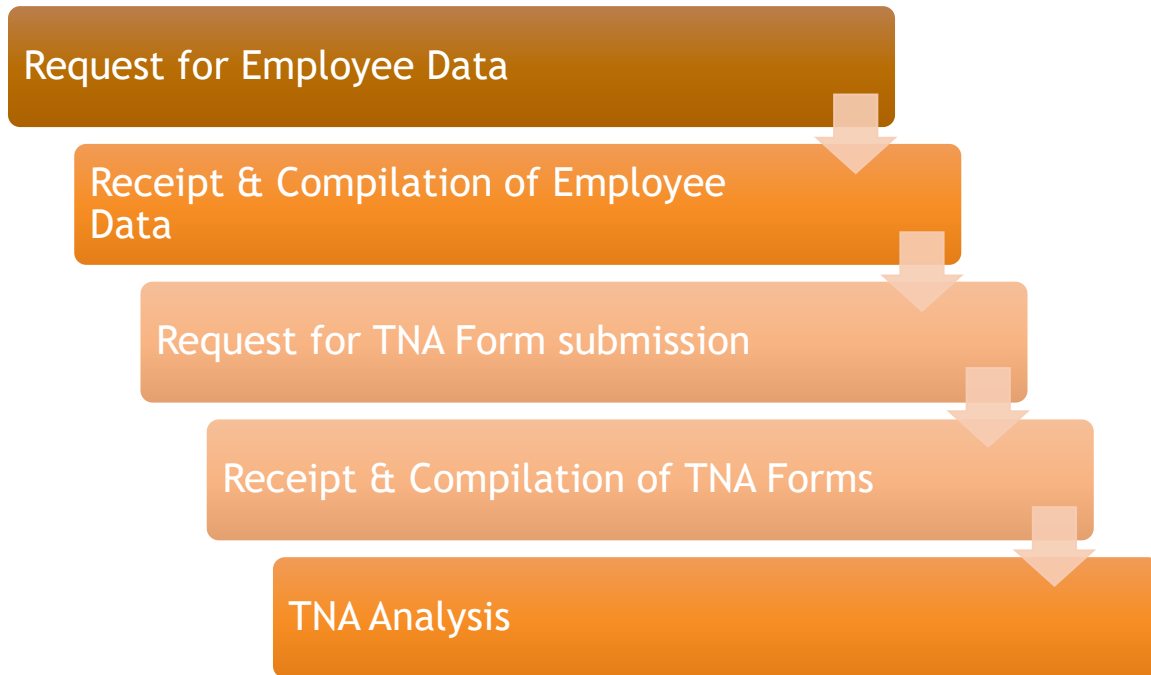 Request for Employee Data
Receipt & Compilation of Employee
Data
Request for TNA Form submission
Receipt & Compilation of TNA Forms
TNA Analysis